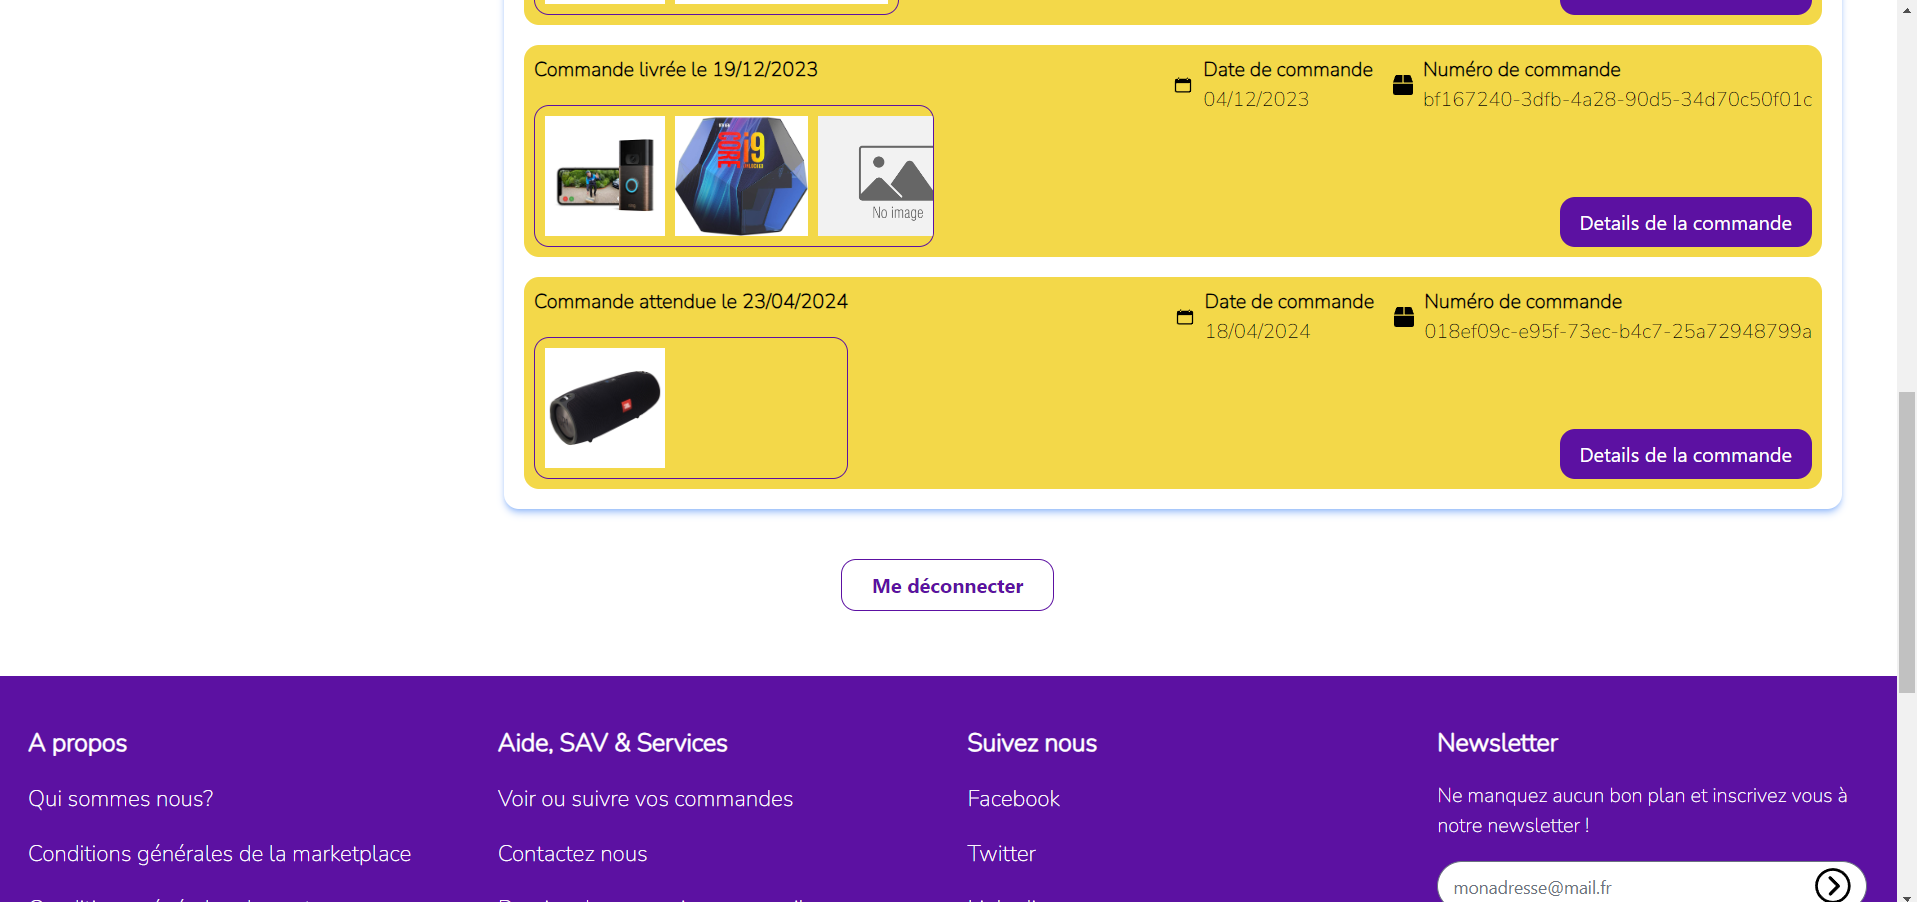 Commande livrée le 19/12/2023
Date de commande
04/12/2023
Numéro de commande
bf167240-3dfb-4a28-90d5-34d70c50f01c
CORE i9
No image
Details de la commande
Commande attendue le 23/04/2024
Date de commande
18/04/2024
Numéro de commande
018ef09c-e95f-73ec-b4c7-25a72948799a
JBL
Details de la commande
Me déconnecter
A propos
Qui sommes nous?
Conditions générales de la marketplace
Aide, SAV & Services
Voir ou suivre vos commandes
Contactez nous
Suivez nous
Facebook
Twitter
Newsletter
Ne manquez aucun bon plan et inscrivez vous à
notre newsletter !
monadresse@mail.fr